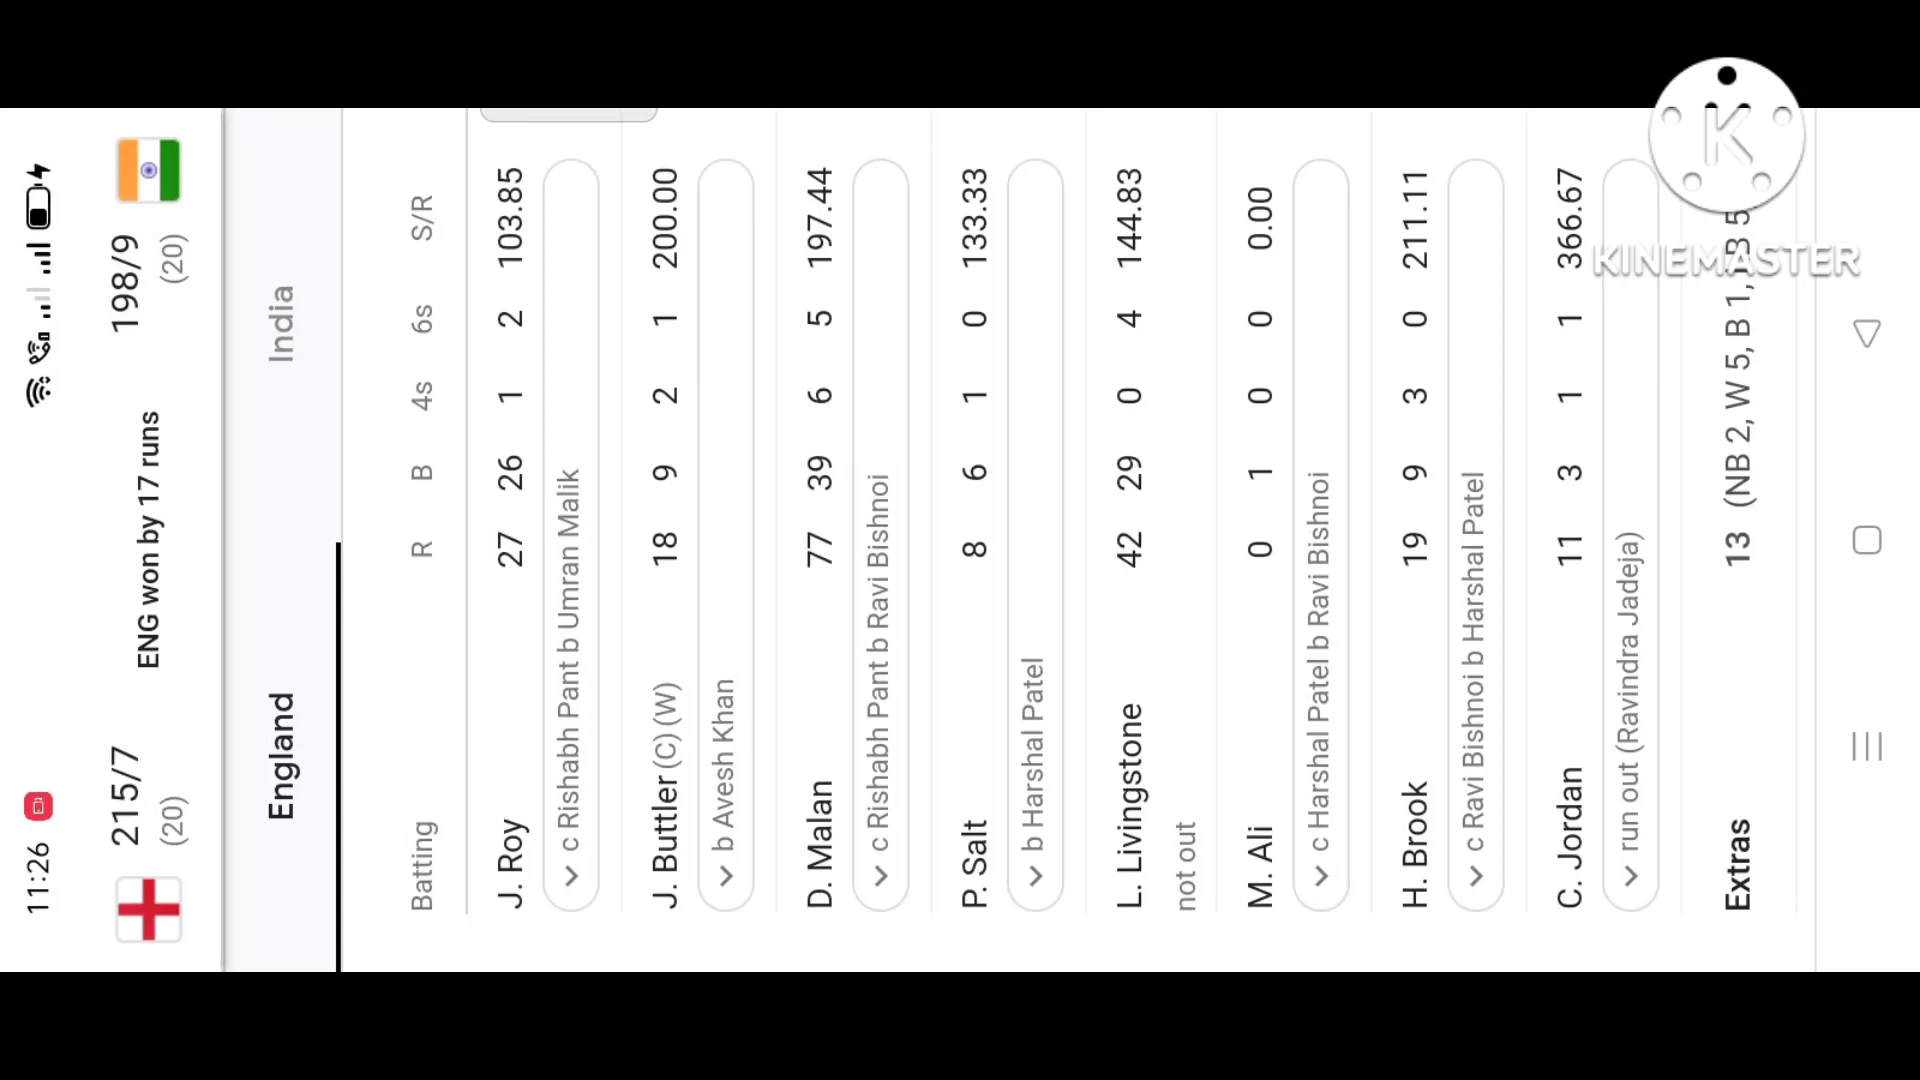 11:26
215/7
(20)
ENG won by 17 runs
198/9
(20)
England India
Batting R B 4s 6s S/R
J. Roy 27 26 1 2 103.85
c Rishabh Pant b Umran Malik
J. Buttler (C) (W) 18 9 2 1 200.00
b Avesh Khan
D. Malan 77 39 6 5 197.44
c Rishabh Pant b Ravi Bishnoi
P. Salt 8 6 1 0 133.33
b Harshal Patel
L. Livingstone 42 29 0 4 144.83
not out
M. Ali 0 1 0 0 0.00
c Harshal Patel b Ravi Bishnoi
H. Brook 19 9 3 0 211.11
c Ravi Bishnoi b Harshal Patel
C. Jordan 11 3 1 1 366.67
run out (Ravindra Jadeja)
Extras 13 (NB 2, W 5, B 1, B 5
K
KINEMASTER